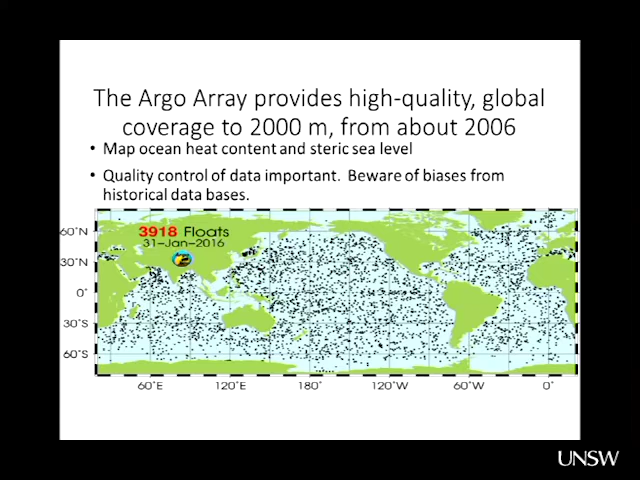 The Argo Array provides high-quality, global
coverage to 2000 m, from about 2006
• Map ocean heat content and steric sea level
• Quality control of data important.  Beware of biases from
historical data bases.
3918 Floats
31-Jan-2016
60˚N
30˚N
0˚
30˚S
60˚S
60˚E 120˚E 180˚ 120˚W 60˚W 0˚
UNSW